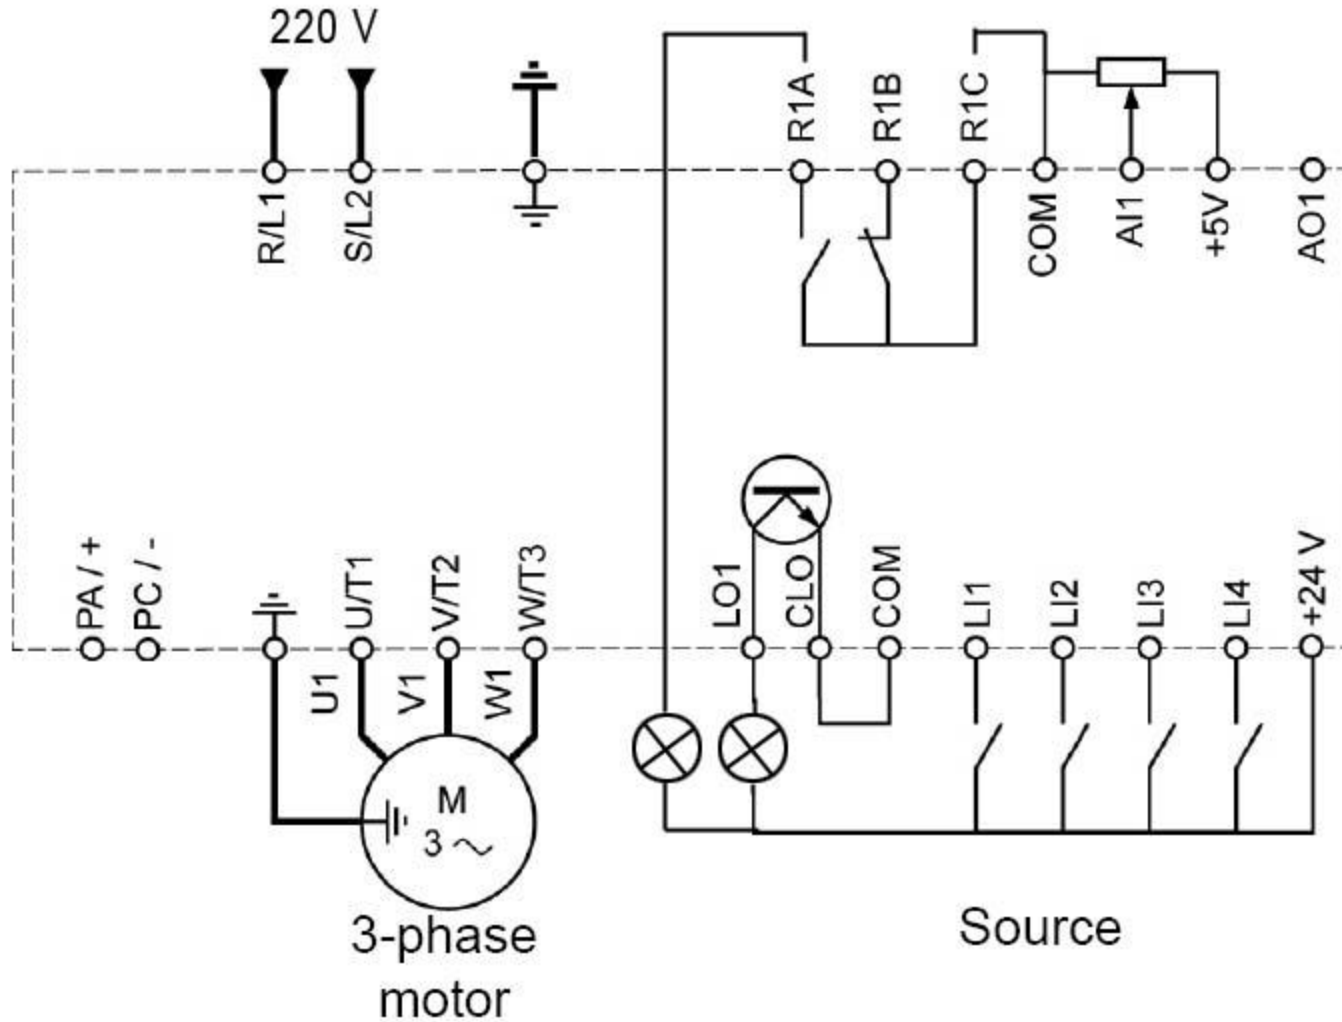 220 V
R1A
R1B
R1C
R/L1
S/L2
COM
AI1
+5V
AO1
PA / +
PC / -
U/T1
V/T2
W/T3
LO1
CLO
COM
LI1
LI2
LI3
LI4
+24 V
U1
V1
W1
M
3 ~
3-phase
motor
Source